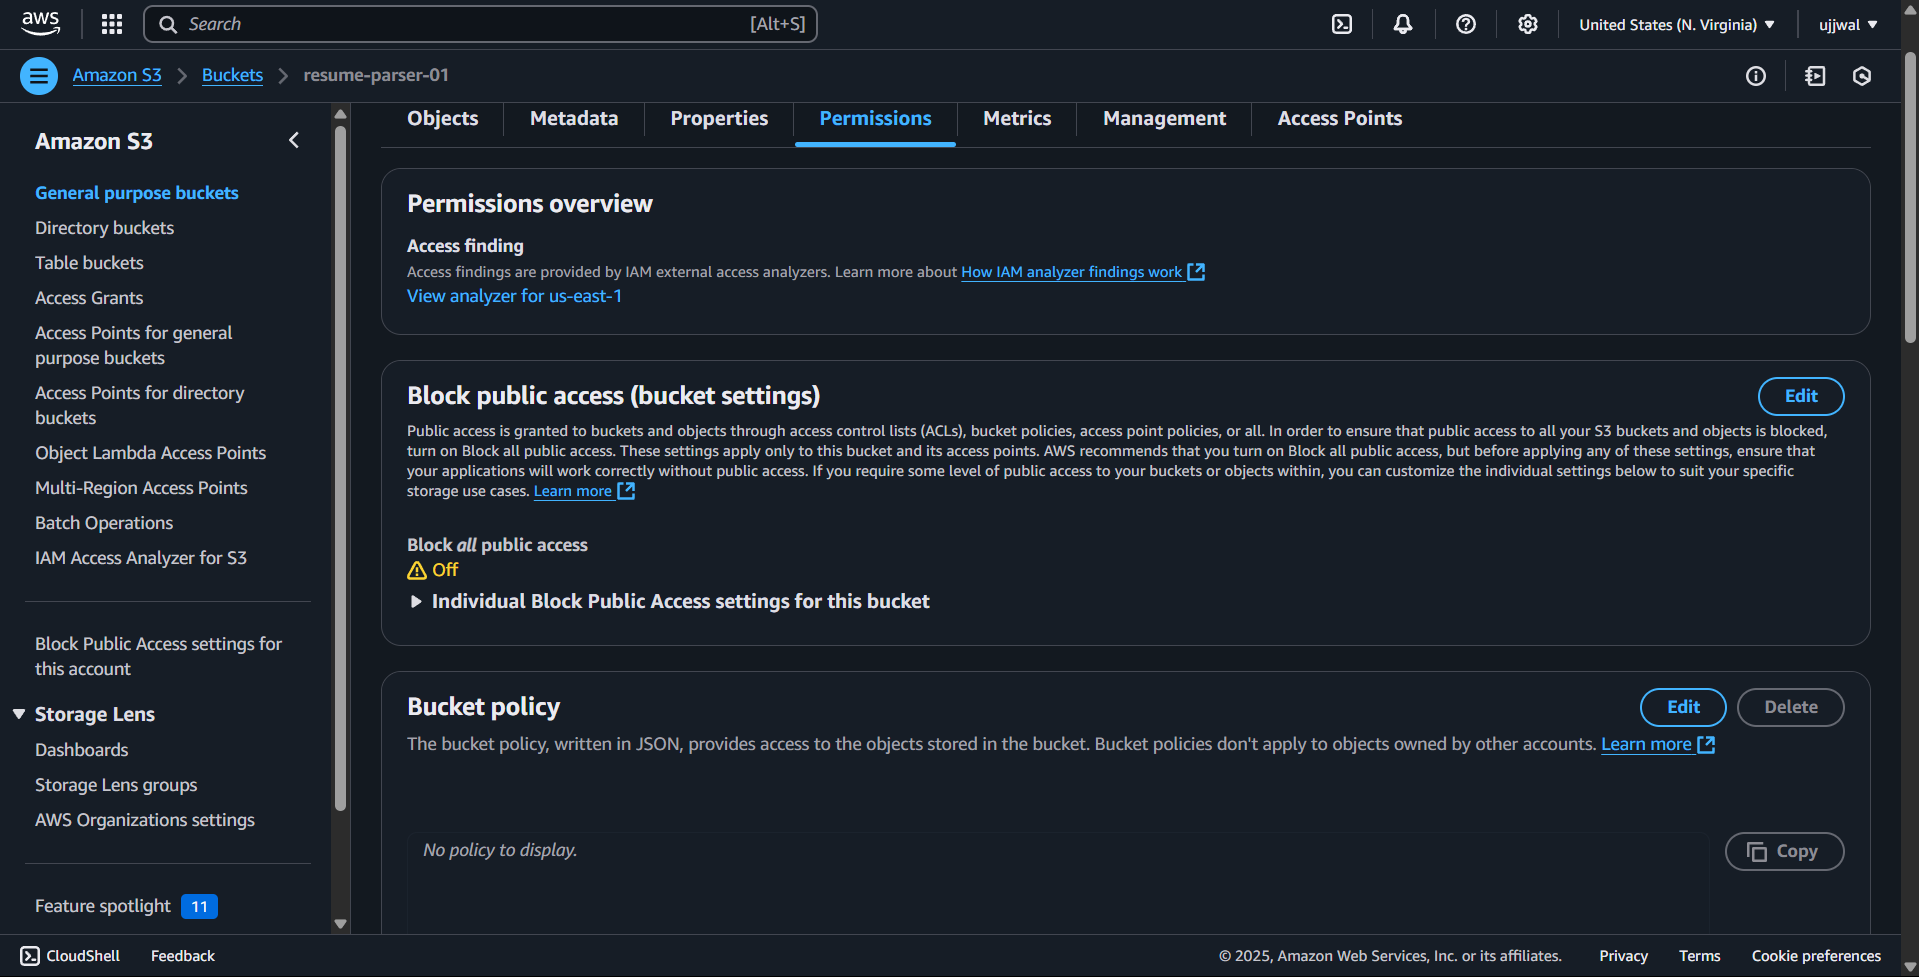 aws
Search
[Alt+S]
United States (N. Virginia)
ujjwal
Amazon S3
Buckets
resume-parser-01
Amazon S3
General purpose buckets
Directory buckets
Table buckets
Access Grants
Access Points for general
purpose buckets
Access Points for directory
buckets
Object Lambda Access Points
Multi-Region Access Points
Batch Operations
IAM Access Analyzer for S3
Block Public Access settings for
this account
Storage Lens
Dashboards
Storage Lens groups
AWS Organizations settings
Feature spotlight 11
Objects
Metadata
Properties
Permissions
Metrics
Management
Access Points
Permissions overview
Access finding
Access findings are provided by IAM external access analyzers. Learn more about How IAM analyzer findings work
View analyzer for us-east-1
Block public access (bucket settings)
Edit
Public access is granted to buckets and objects through access control lists (ACLs), bucket policies, access point policies, or all. In order to ensure that public access to all your S3 buckets and objects is blocked,
turn on Block all public access. These settings apply only to this bucket and its access points. AWS recommends that you turn on Block all public access, but before applying any of these settings, ensure that
your applications will work correctly without public access. If you require some level of public access to your buckets or objects within, you can customize the individual settings below to suit your specific
storage use cases. Learn more
Block all public access
Off
Individual Block Public Access settings for this bucket
Bucket policy
Edit
Delete
The bucket policy, written in JSON, provides access to the objects stored in the bucket. Bucket policies don't apply to objects owned by other accounts. Learn more
No policy to display.
Copy
CloudShell
Feedback
© 2025, Amazon Web Services, Inc. or its affiliates.
Privacy
Terms
Cookie preferences